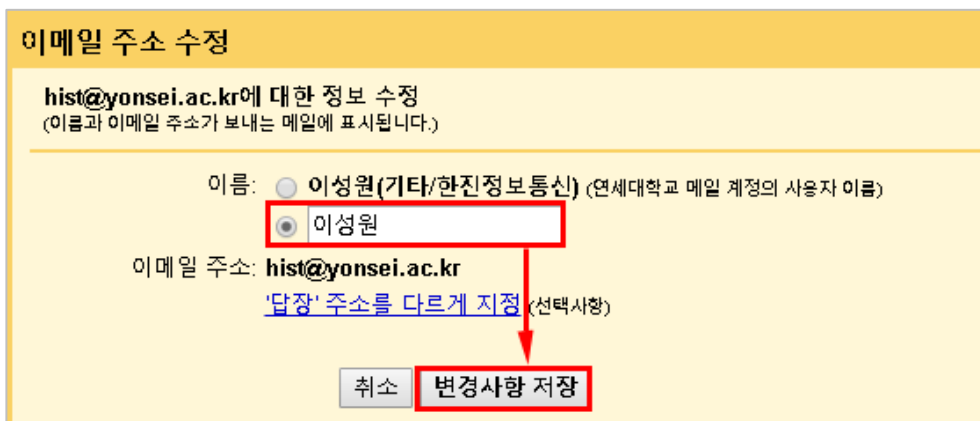 이메일 주소 수정
hist@yonsei.ac.kr에 대한 정보 수정
(이름과 이메일 주소가 보내는 메일에 표시됩니다.)
이름: 이성원(기타/한진정보통신) (연세대학교 메일 계정의 사용자 이름)
이성원
이메일 주소: hist@yonsei.ac.kr
'답장' 주소를 다르게 지정 (선택사항)
취소 변경사항 저장